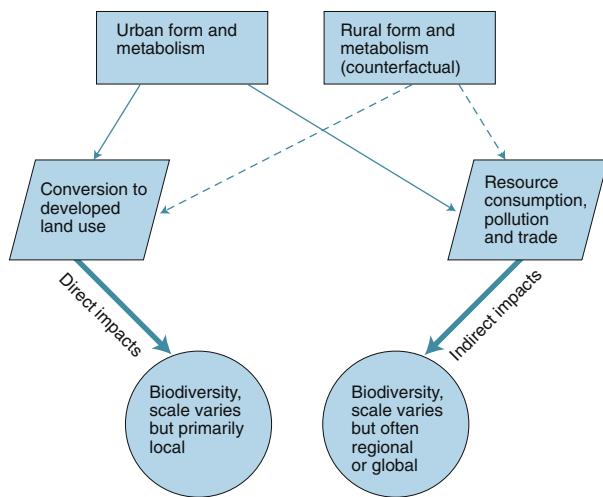 Urban form and
metabolism
Rural form and
metabolism
(counterfactual)
Conversion to
developed
land use
Resource
consumption,
pollution
and trade
Direct impacts
Indirect impacts
Biodiversity,
scale varies
but primarily
local
Biodiversity,
scale varies
but often
regional
or global